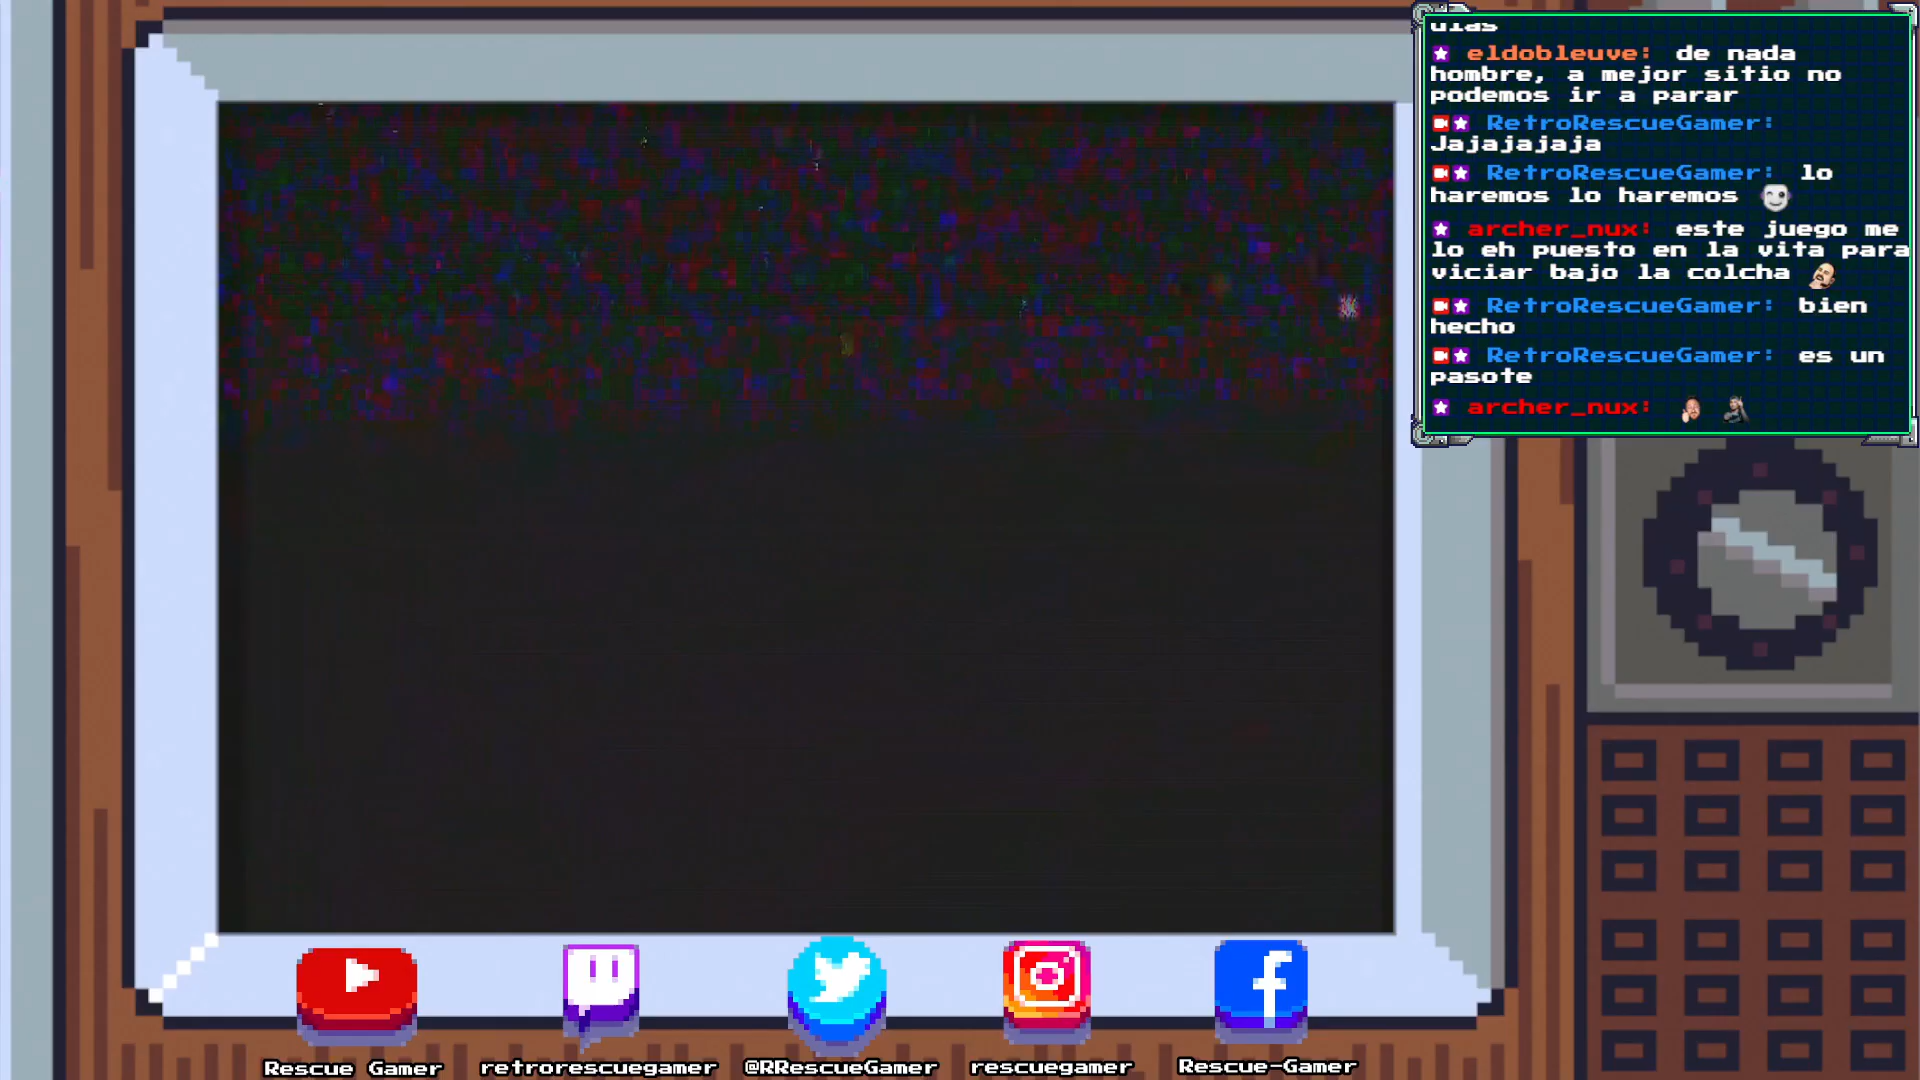 eldobleuve: de nada
hombre, a mejor sitio no
podemos ir a parar
RetroRescueGamer:
Jajajajaja
RetroRescueGamer: lo
haremos lo haremos
archer_nux: este juego me
lo eh puesto en la vita para
viciar bajo la colcha
RetroRescueGamer: bien
hecho
RetroRescueGamer: es un
pasote
archer_nux:
Rescue Gamer
retrorescuegamer
@RRescueGamer
rescuegamer
Rescue-Gamer